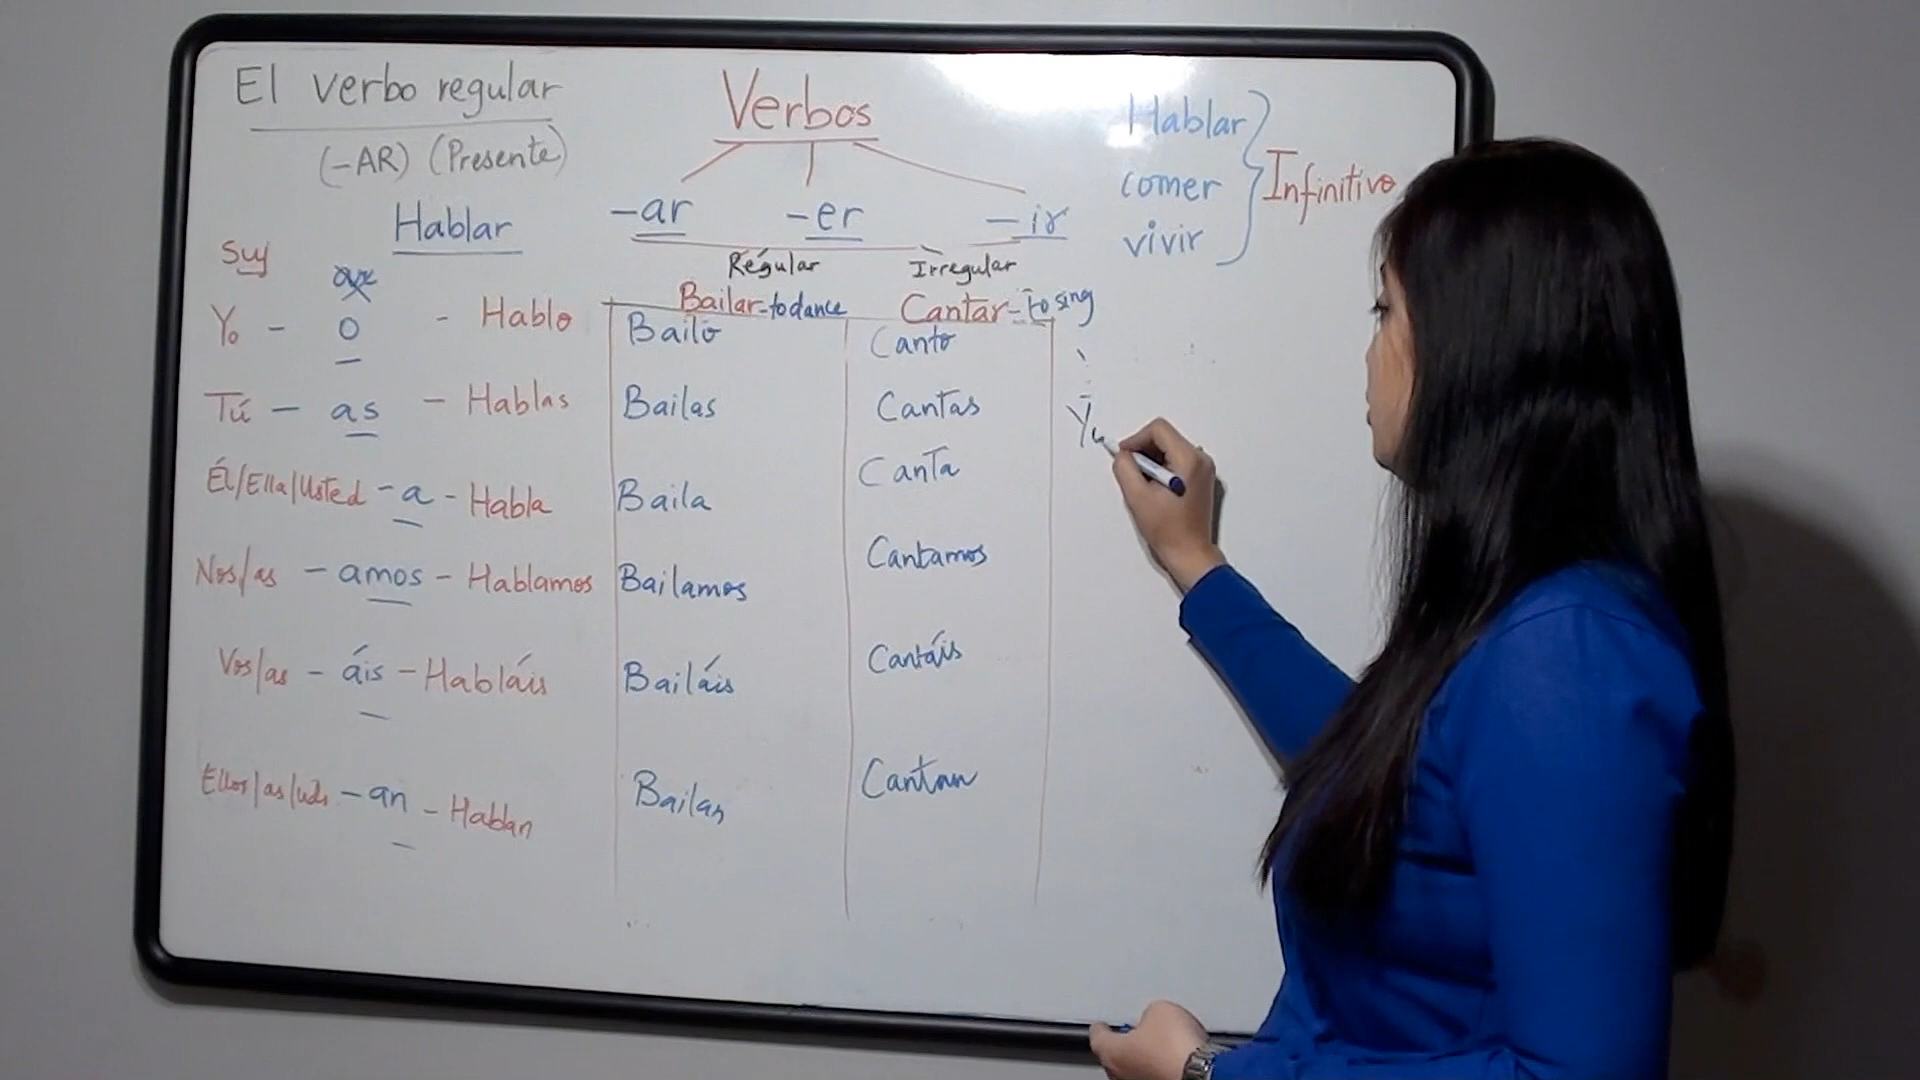 El verbo regular
(-AR) (Presente)
Hablar
Suj
Yo - o - Hablo
Tú - as - Hablas
Él/Ella/Usted - a - Habla
Nos/as - amos - Hablamos
Vos/as - áis - Habláis
Ellos/as/uds - an - Hablan
Verbos
-ar -er -ir
Regular Irregular
Bailar - to dance
Bailo
Bailas
Baila
Bailamos
Bailáis
Bailan
Cantar - to sing
Canto
Cantas
Canta
Cantamos
Cantáis
Cantan
Hablar
comer
vivir
Infinitivo